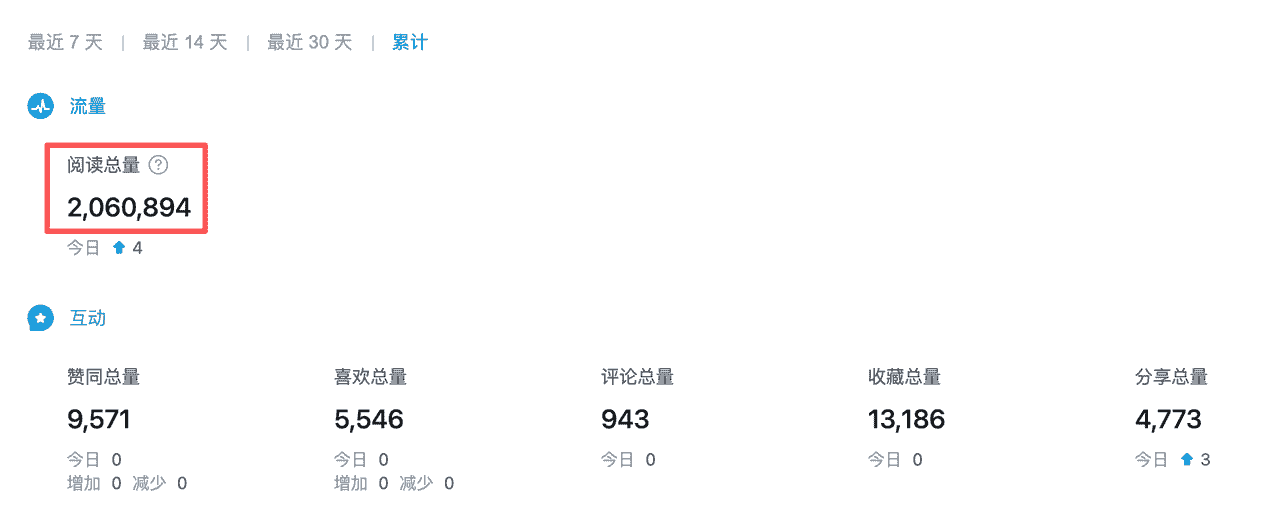 最近 7 天 | 最近 14 天 | 最近 30 天 | 累计
流量
阅读总量 ?
2,060,894
今日 4
互动
赞同总量 喜欢总量 评论总量 收藏总量 分享总量
9,571 5,546 943 13,186 4,773
今日 0 今日 0 今日 0 今日 0 今日 3
增加 0 减少 0 增加 0 减少 0